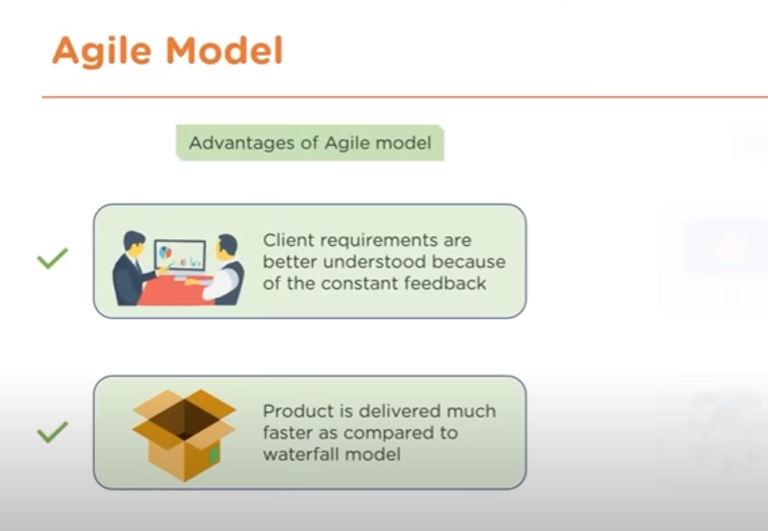 Agile Model
Advantages of Agile model
Client requirements are
better understood because
of the constant feedback
Product is delivered much
faster as compared to
waterfall model